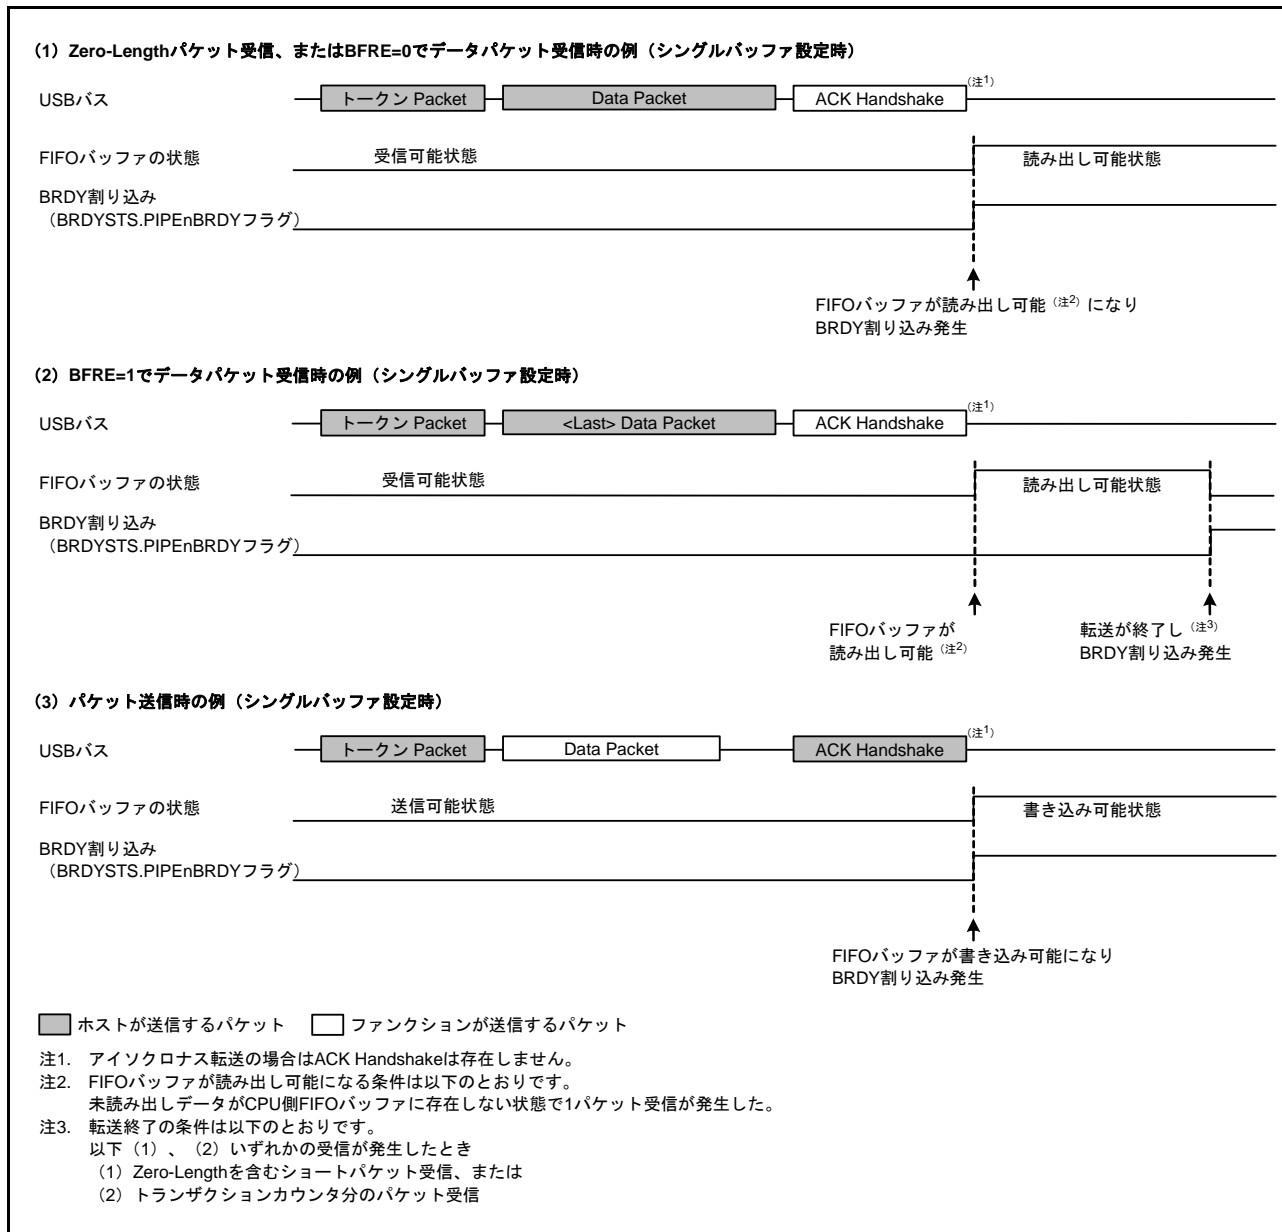 (1) Zero-Lengthパケット受信、またはBFRE=0でデータパケット受信時の例（シングルバッファ設定時）
USBバス
トークン Packet
Data Packet
ACK Handshake
（注1）
FIFOバッファの状態
受信可能状態
読み出し可能状態
BRDY割り込み
（BRDYSTS.PIPEnBRDYフラグ）
FIFOバッファが読み出し可能（注2）になり
BRDY割り込み発生
(2) BFRE=1でデータパケット受信時の例（シングルバッファ設定時）
USBバス
トークン Packet
<Last> Data Packet
ACK Handshake
（注1）
FIFOバッファの状態
受信可能状態
読み出し可能状態
BRDY割り込み
（BRDYSTS.PIPEnBRDYフラグ）
FIFOバッファが
読み出し可能（注2）
転送が終了し（注3）
BRDY割り込み発生
(3) パケット送信時の例（シングルバッファ設定時）
USBバス
トークン Packet
Data Packet
ACK Handshake
（注1）
FIFOバッファの状態
送信可能状態
書き込み可能状態
BRDY割り込み
（BRDYSTS.PIPEnBRDYフラグ）
FIFOバッファが書き込み可能になり
BRDY割り込み発生
ホストが送信するパケット
ファンクションが送信するパケット
注1. アイソクロナス転送の場合はACK Handshakeは存在しません。
注2. FIFOバッファが読み出し可能になる条件は以下のとおりです。
未読み出しデータがCPU側FIFOバッファに存在しない状態で1パケット受信が発生した。
注3. 転送終了の条件は以下のとおりです。
以下（1）、（2）いずれかの受信が発生したとき
（1）Zero-Lengthを含むショートパケット受信、または
（2）トランザクションカウンタ分のパケット受信